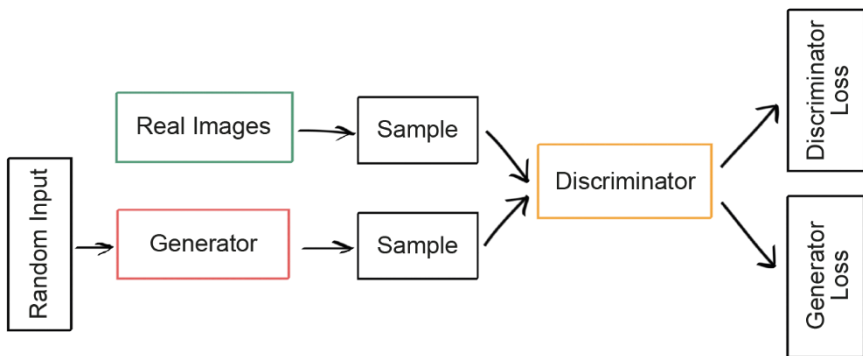 Random Input
Real Images
Sample
Generator
Sample
Discriminator
Discriminator
Loss
Generator
Loss